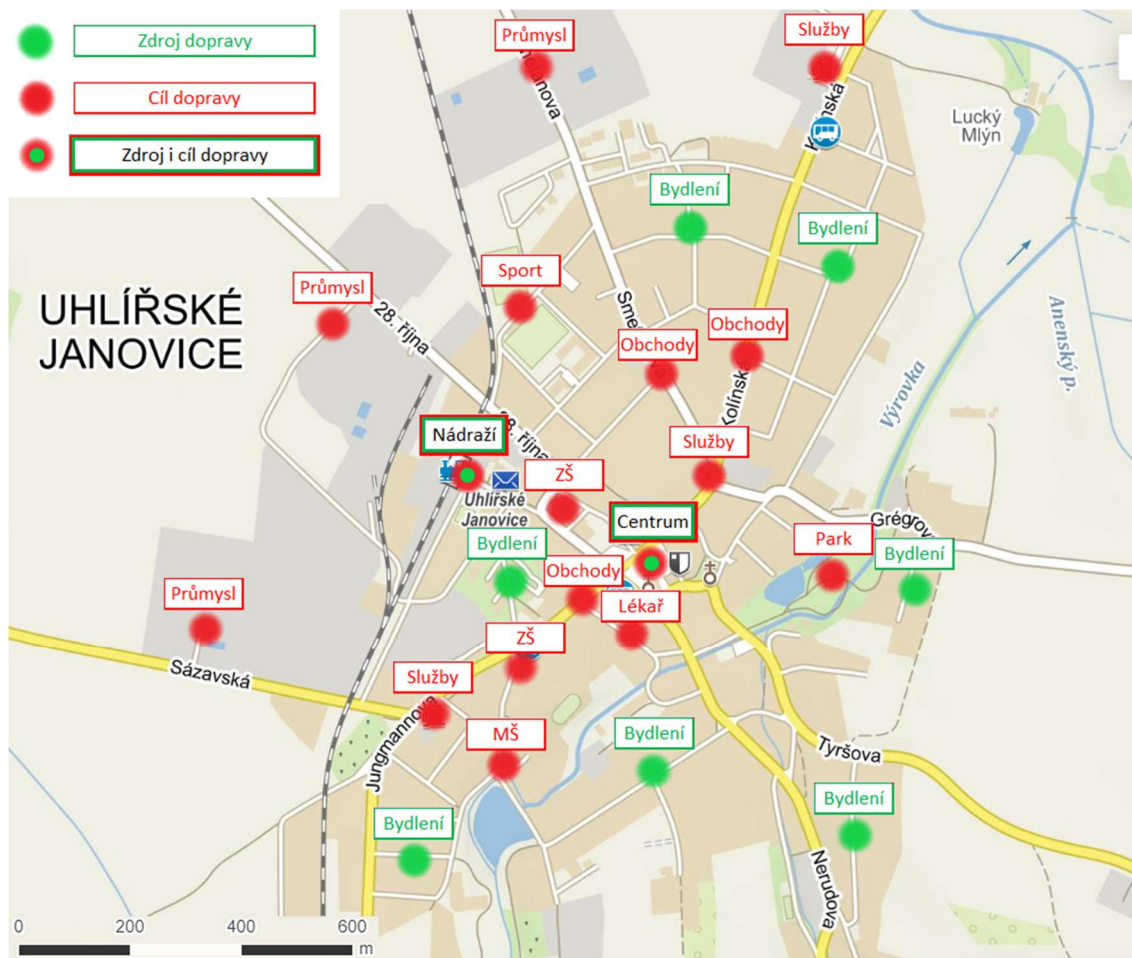 Zdroj dopravy
Cíl dopravy
Zdroj i cíl dopravy
Průmysl
Služby
Lucký
Mlýn
Bydlení
Bydlení
Průmysl
Sport
UHLÍŘSKÉ
JANOVICE
28. října
Obchody
Obchody
Anenský p.
Výrovka
Kolínská
Nádraží
Služby
ZŠ
Uhlířské
Janovice
Centrum
Bydlení
Park
Bydlení
Obchody
Průmysl
Lékař
ZŠ
Sázavská
Služby
Jungmannova
MŠ
Bydlení
Tyršova
Bydlení
Bydlení
Nerudova
0 200 400 600
m